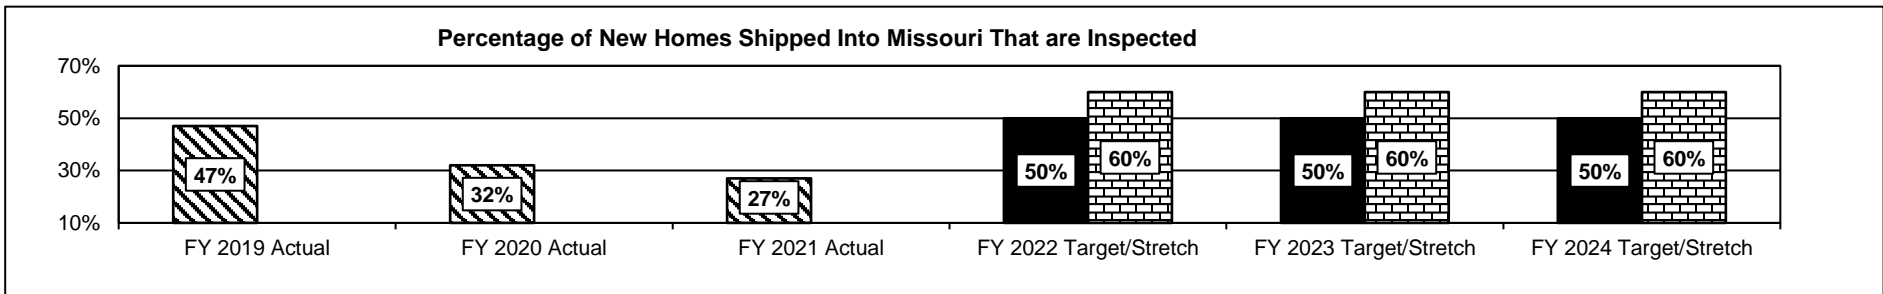 Percentage of New Homes Shipped Into Missouri That are Inspected
70%
50%
30%
10%
47%
32%
27%
50%
60%
50%
60%
50%
60%
FY 2019 Actual
FY 2020 Actual
FY 2021 Actual
FY 2022 Target/Stretch
FY 2023 Target/Stretch
FY 2024 Target/Stretch